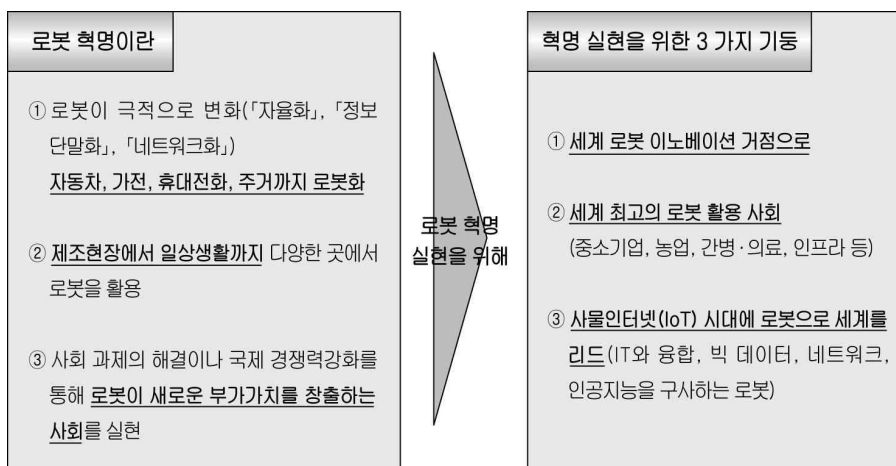 로봇 혁명이란
① 로봇이 극적으로 변화(「자율화」, 「정보
단말화」, 「네트워크화」)
자동차, 가전, 휴대전화, 주거까지 로봇화
② 제조현장에서 일상생활까지 다양한 곳에서
로봇을 활용
③ 사회 과제의 해결이나 국제 경쟁력강화를
통해 로봇이 새로운 부가가치를 창출하는
사회를 실현
로봇 혁명
실현을 위해
혁명 실현을 위한 3 가지 기둥
① 세계 로봇 이노베이션 거점으로
② 세계 최고의 로봇 활용 사회
(중소기업, 농업, 간병·의료, 인프라 등)
③ 사물인터넷(IoT) 시대에 로봇으로 세계를
리드(IT와 융합, 빅 데이터, 네트워크,
인공지능을 구사하는 로봇)